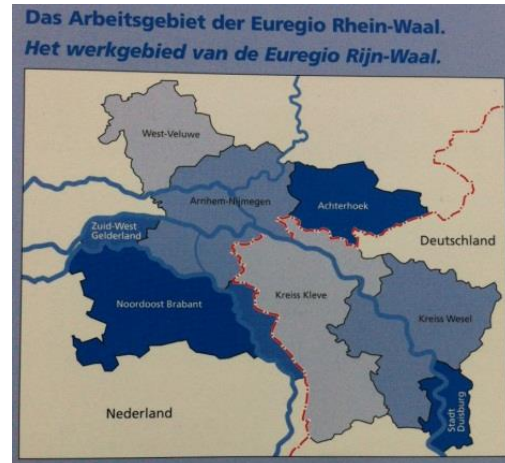 Das Arbeitsgebiet der Euregio Rhein-Waal.
Het werkgebied van de Euregio Rijn-Waal.
West-Veluwe
Arnhem-Nijmegen
Achterhoek
Zuid-West
Gelderland
Deutschland
Noordoost Brabant
Kreiss Kleve
Kreiss Wesel
Nederland
Stadt
Duisburg